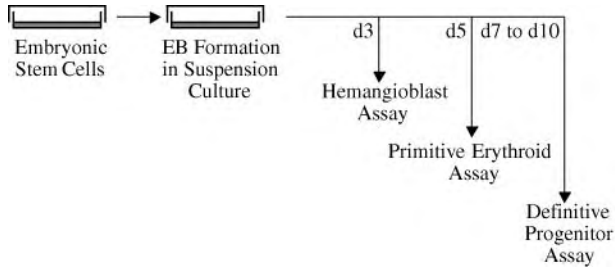 Embryonic
Stem Cells
EB Formation
in Suspension
Culture
d3
d5
d7 to d10
Hemangioblast
Assay
Primitive Erythroid
Assay
Definitive
Progenitor
Assay